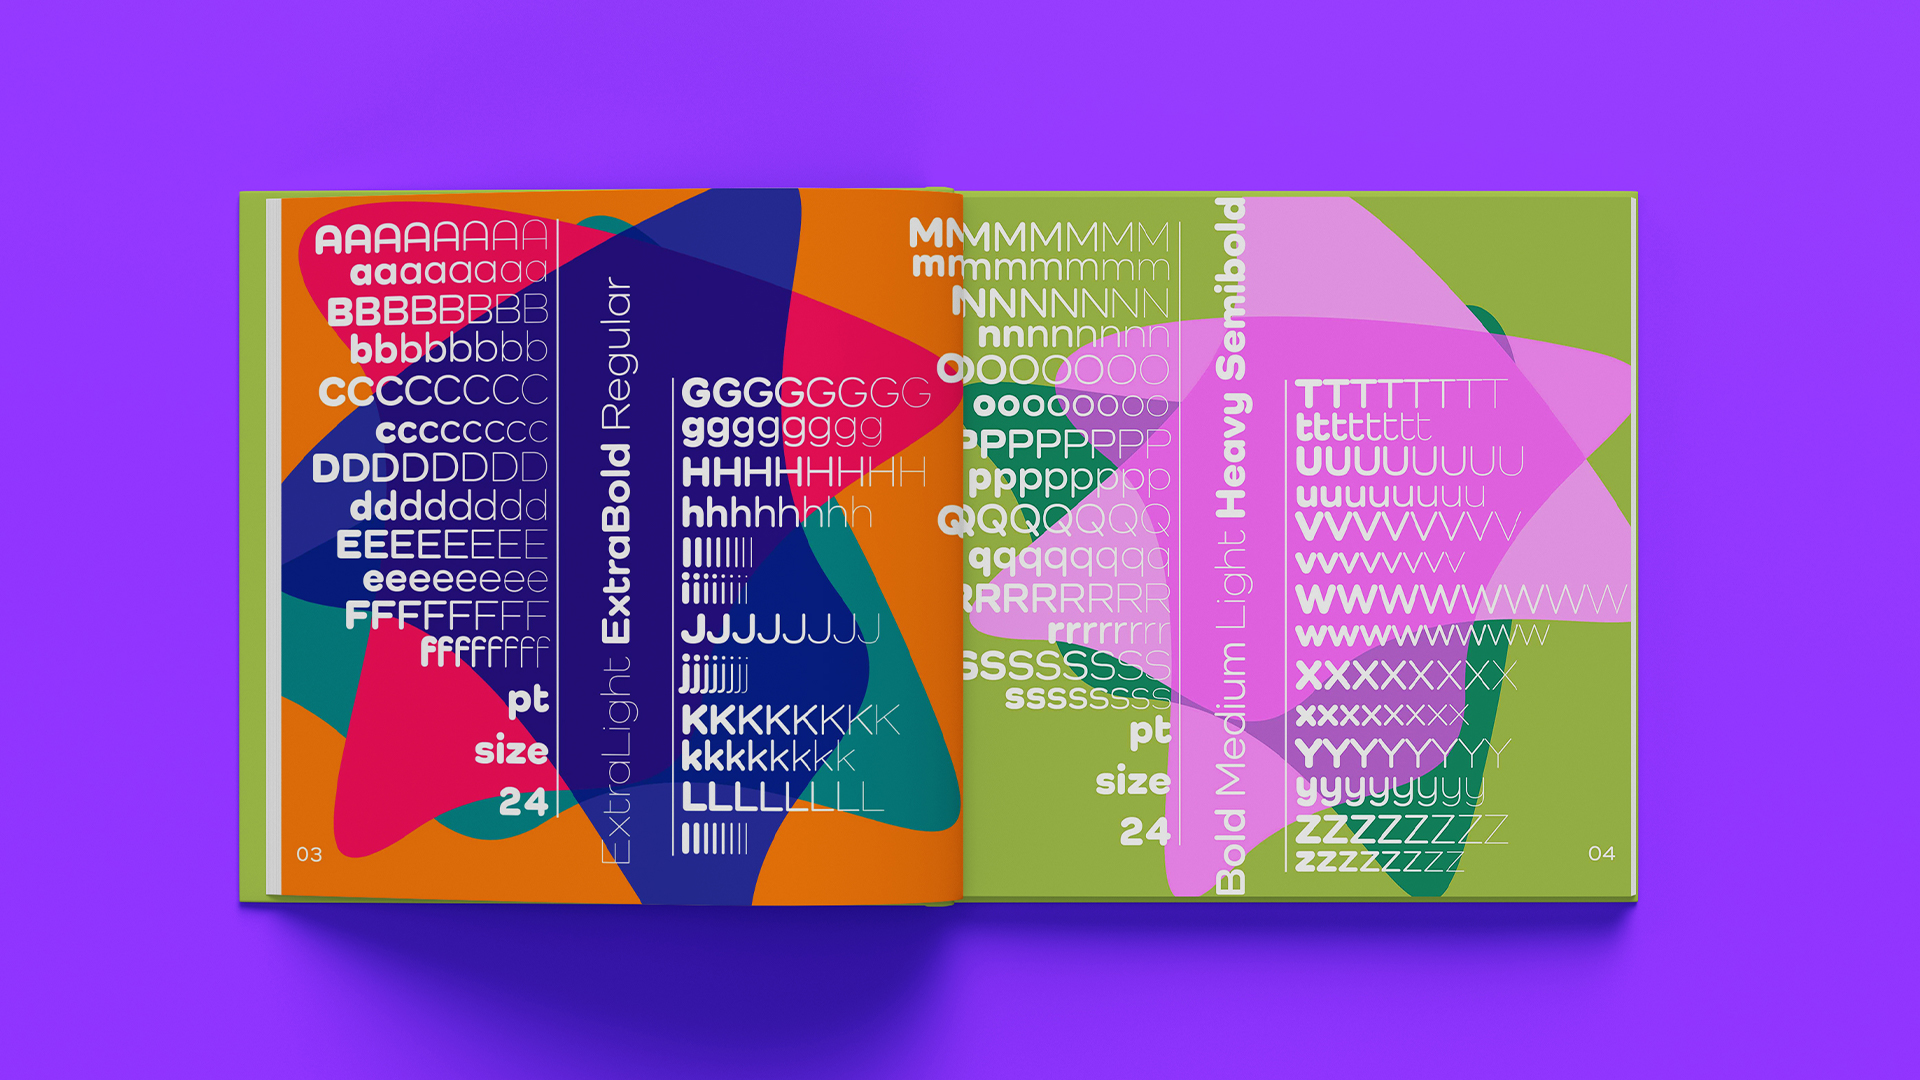 AAAAAAAA
aaaaaaaa
BBBBBBBB
bbbbbbbb
CCCCCCCC
cccccccc
DDDDDDDD
dddddddd
EEEEEEEE
eeeeeeee
FFFFFFFF
ffffffff
pt
size
24
03
ExtraLight ExtraBold Regular
GGGGGGGG
gggggggg
HHHHHHHH
hhhhhhhh
IIIIIIII
iiiiiiii
JJJJJJJJ
jjjjjjjj
KKKKKKKK
kkkkkkkk
LLLLLLLL
llllllll
MMMMMMMM
mmmmmmmm
NNNNNNNN
nnnnnnnn
OOOOOOOO
oooooooo
PPPPPPPP
pppppppp
QQQQQQQQ
qqqqqqqq
RRRRRRRR
rrrrrrrr
SSSSSSSS
ssssssss
pt
size
24
Bold Medium Light Heavy Semibold
TTTTTTTT
tttttttt
UUUUUUUU
uuuuuuuu
VVVVVVVV
vvvvvvvv
WWWWWWWW
wwwwwwww
XXXXXXXX
xxxxxxxx
YYYYYYYY
yyyyyyyy
ZZZZZZZZ
zzzzzzzz
04